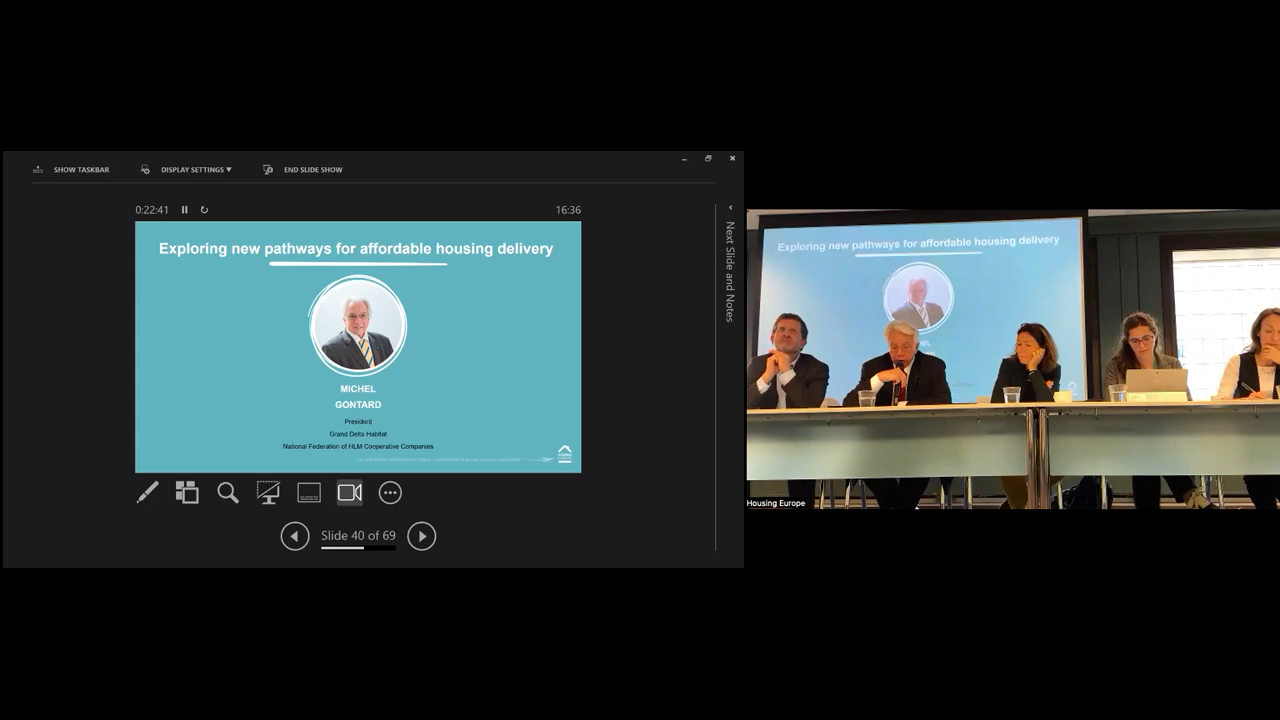 SHOW TASKBAR
DISPLAY SETTINGS ▼
END SLIDE SHOW
0:22:41
16:36
Exploring new pathways for affordable housing delivery
MICHEL
GONTARD
President
Grand Delta Habitat
National Federation of HLM Cooperative Companies
Slide 40 of 69
Next Slide and Notes
Exploring new pathways for affordable housing delivery
Housing Europe